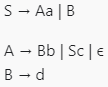 S → Aa | B
A → Bb | Sc | ϵ
B → d